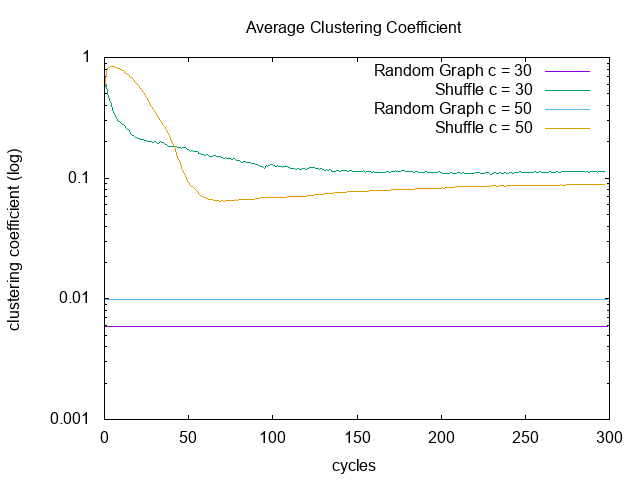 Average Clustering Coefficient
Random Graph c = 30
Shuffle c = 30
Random Graph c = 50
Shuffle c = 50
clustering coefficient (log)
1
0.1
0.01
0.001
0 50 100 150 200 250 300
cycles